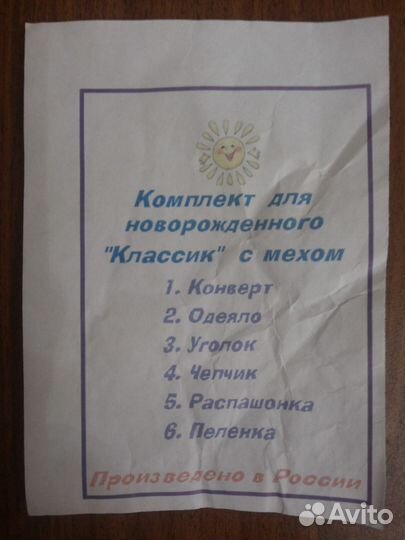 Комплект для
новорожденного
"Классик" с мехом
1. Конверт
2. Одеяло
3. Уголок
4. Чепчик
5. Распашонка
6. Пеленка
Произведено в России
Avito